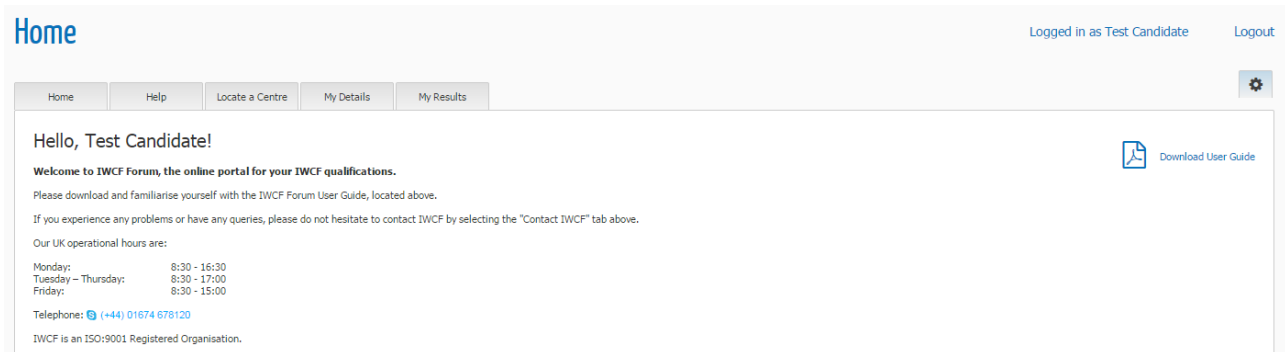 Home
Logged in as Test Candidate Logout
Home Help Locate a Centre My Details My Results
Hello, Test Candidate!
Download User Guide
Welcome to IWCF Forum, the online portal for your IWCF qualifications.
Please download and familiarise yourself with the IWCF Forum User Guide, located above.
If you experience any problems or have any queries, please do not hesitate to contact IWCF by selecting the "Contact IWCF" tab above.
Our UK operational hours are:
Monday: 8:30 - 16:30
Tuesday – Thursday: 8:30 - 17:00
Friday: 8:30 - 15:00
Telephone: (+44) 01674 678120
IWCF is an ISO:9001 Registered Organisation.